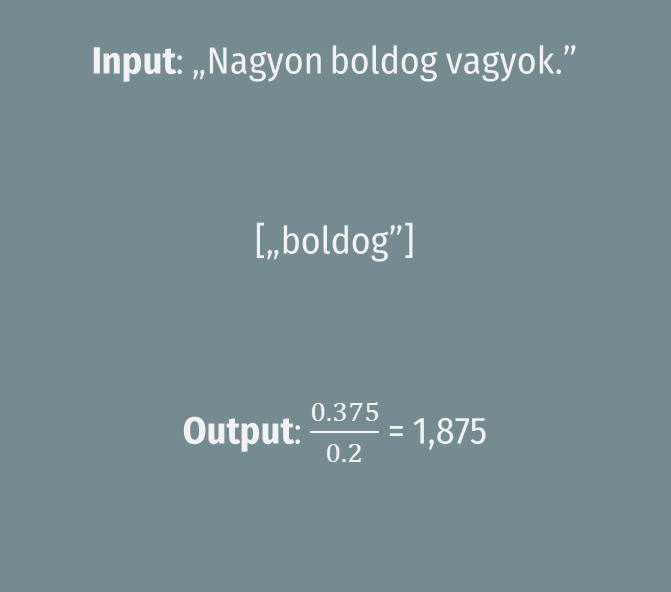 Input: „Nagyon boldog vagyok.”
[„boldog”]
Output: 0.375/0.2 = 1,875